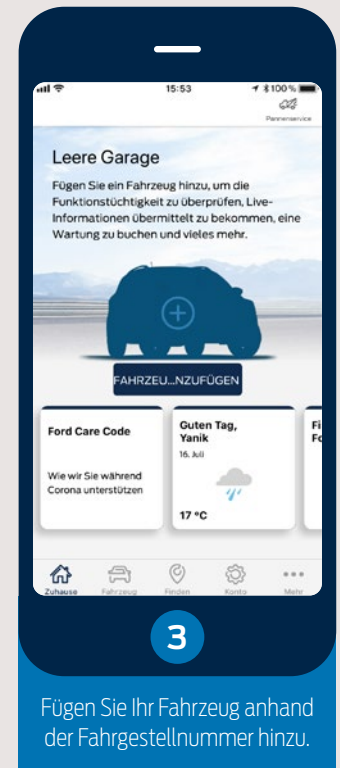 15:53
100 %
Pannenservice
Leere Garage
Fügen Sie ein Fahrzeug hinzu, um die
Funktionstüchtigkeit zu überprüfen, Live-
Informationen übermittelt zu bekommen, eine
Wartung zu buchen und vieles mehr.
FAHRZEU...NZUFÜGEN
Ford Care Code
Wie wir Sie während
Corona unterstützen
Guten Tag,
Yanik
16. Juli
17 °C
Fi
Fo
Zuhause Fahrzeug Finden Konto Mehr
3
Fügen Sie Ihr Fahrzeug anhand
der Fahrgestellnummer hinzu.